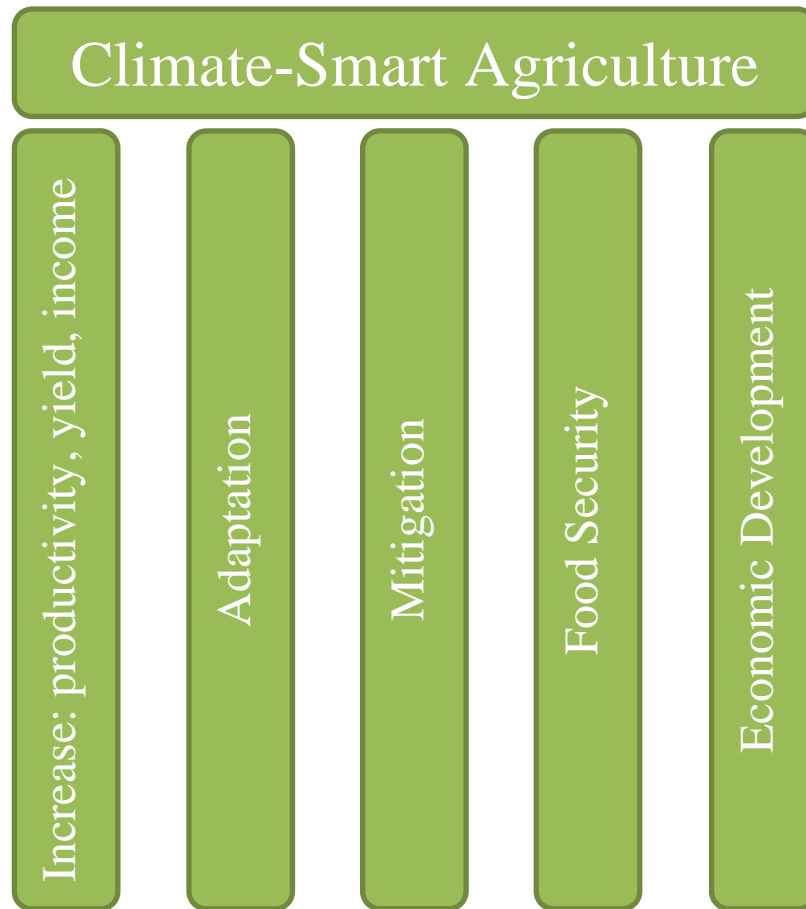 Climate-Smart Agriculture
Increase: productivity, yield, income
Adaptation
Mitigation
Food Security
Economic Development